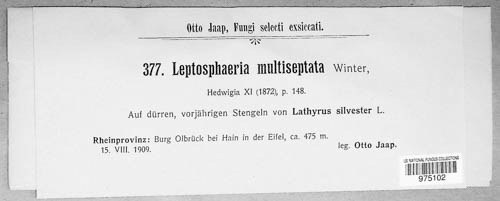 Otto Jaap, Fungi selecti exsiccati.
377. Leptosphaeria multiseptata Winter,
Hedwigia XI (1872), p. 148.
Auf dürren, vorjährigen Stengeln von Lathyrus silvester L.
Rheinprovinz: Burg Olbrück bei Hain in der Eifel, ca. 475 m.
15. VIII. 1909. leg. Otto Jaap.
US NATIONAL FUNGUS COLLECTIONS
975102